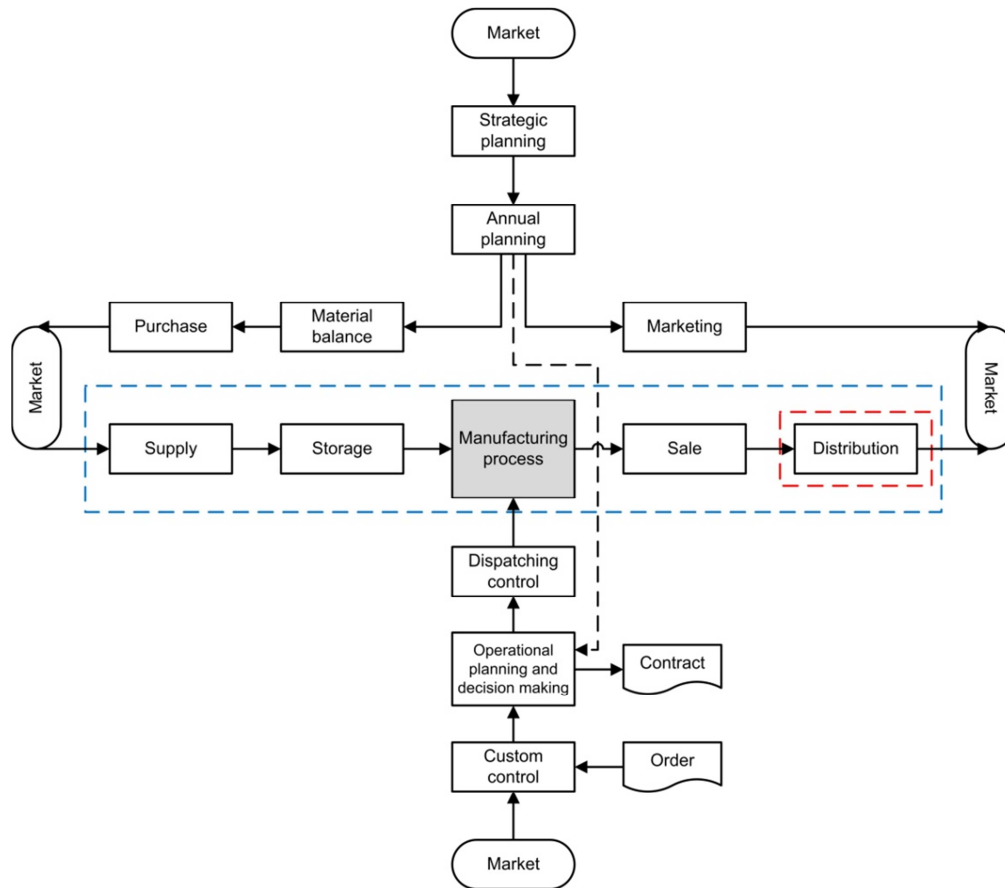 Market
Strategic
planning
Annual
planning
Purchase
Material
balance
Marketing
Market
Market
Supply
Storage
Manufacturing
process
Sale
Distribution
Dispatching
control
Operational
planning and
decision making
Contract
Custom
control
Order
Market